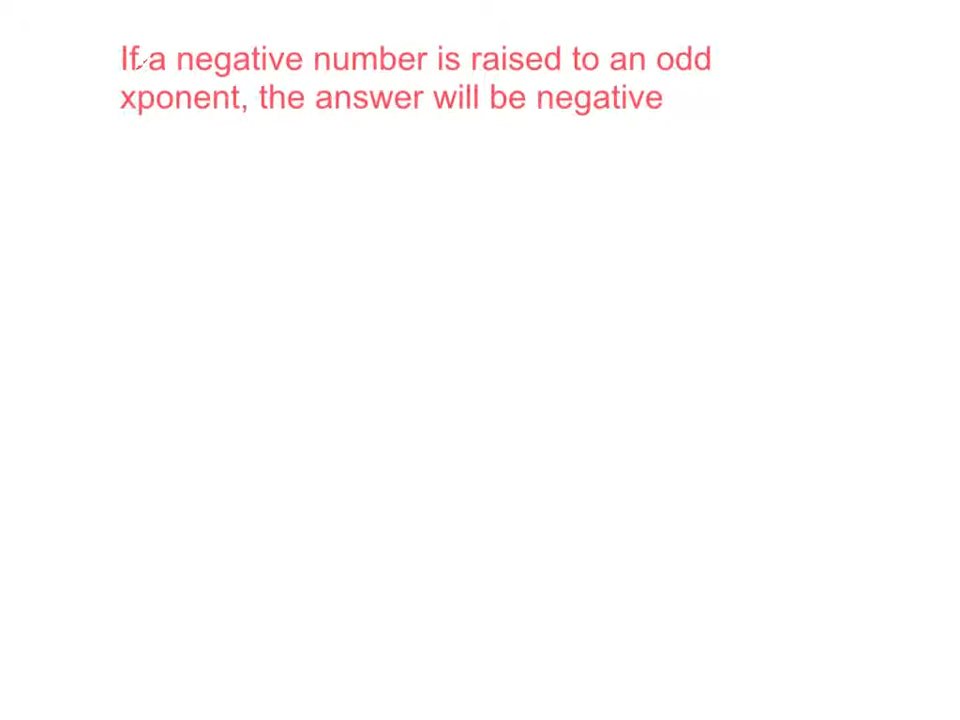 If a negative number is raised to an odd
xponent, the answer will be negative